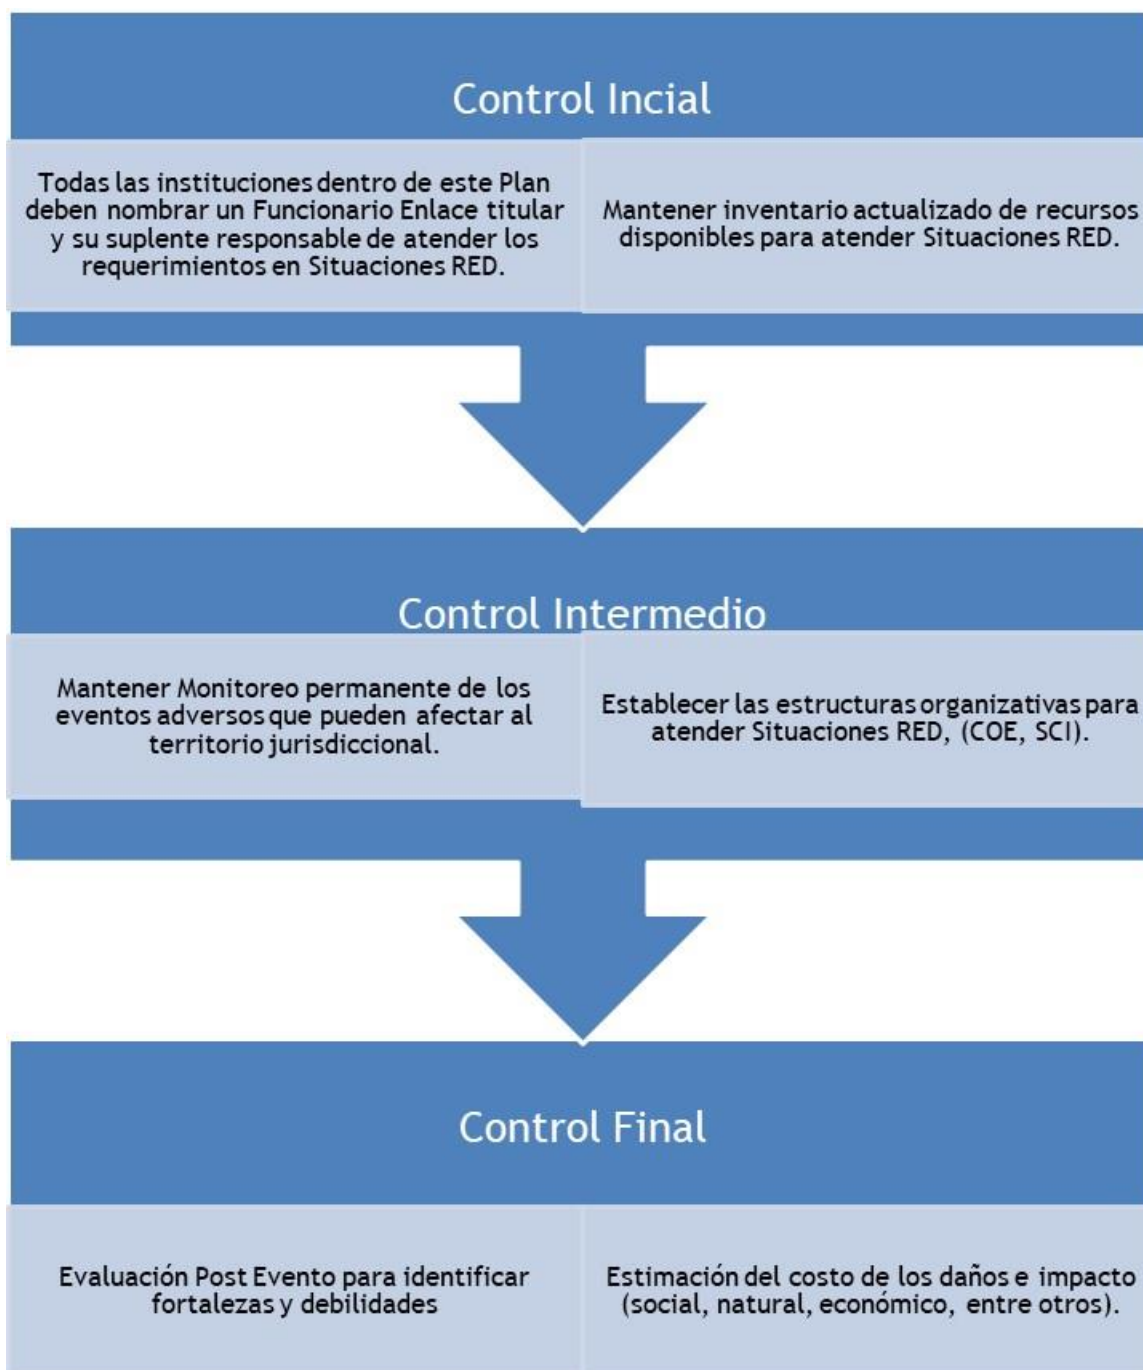 Control Incial
Todas las instituciones dentro de este Plan
deben nombrar un Funcionario Enlace titular
y su suplente responsable de atender los
requerimientos en Situaciones RED.
Mantener inventario actualizado de recursos
disponibles para atender Situaciones RED.
Control Intermedio
Mantener Monitoreo permanente de los
eventos adversos que pueden afectar al
territorio jurisdiccional.
Establecer las estructuras organizativas para
atender Situaciones RED, (COE, SCI).
Control Final
Evaluación Post Evento para identificar
fortalezas y debilidades
Estimación del costo de los daños e impacto
(social, natural, económico, entre otros).